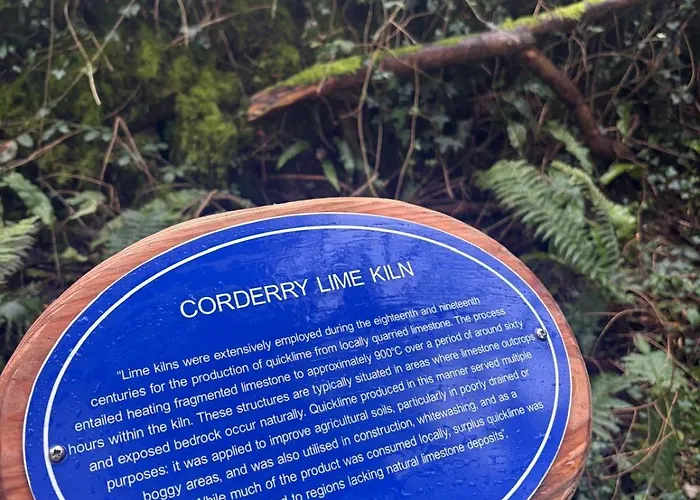 CORDERRY LIME KILN
"Lime kilns were extensively employed during the eighteenth and nineteenth
centuries for the production of quicklime from locally quarried limestone. The process
entailed heating fragmented limestone to approximately 900°C over a period of around sixty
hours within the kiln. These structures are typically situated in areas where limestone outcrops
and exposed bedrock occur naturally. Quicklime produced in this manner served multiple
purposes: it was applied to improve agricultural soils, particularly in poorly drained or
boggy areas, and was also utilised in construction, whitewashing, and as a
While much of the product was consumed locally, surplus quicklime was
to regions lacking natural limestone deposits".